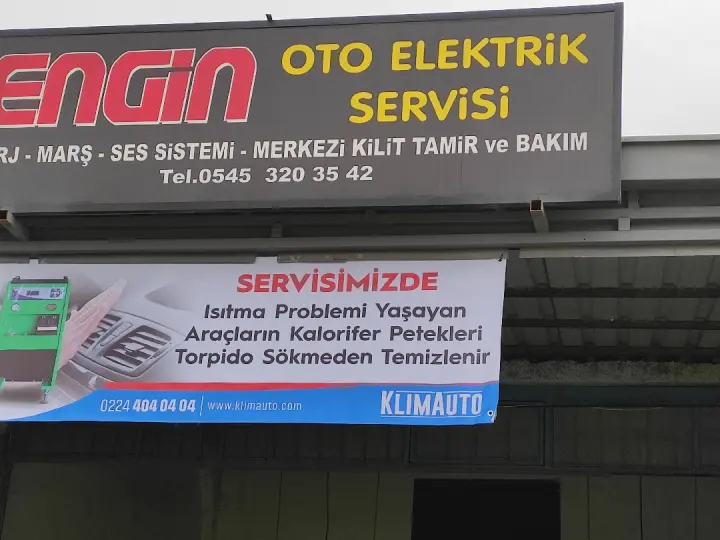 ENGiN
OTO ELEKTRiK
SERViSi
RJ - MARŞ - SES SiSTEMi - MERKEZi KiLiT TAMiR ve BAKIM
Tel.0545 320 35 42
SERVİSİMİZDE
Isıtma Problemi Yaşayan
Araçların Kalorifer Petekleri
Torpido Sökmeden Temizlenir
0224 404 04 04 | www.klimauto.com
KLIMAUTO